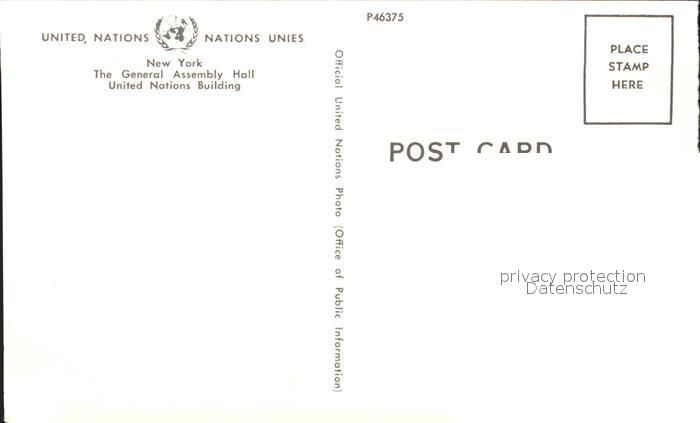 UNITED, NATIONS NATIONS UNIES
New York
The General Assembly Hall
United Nations Building
Official United Nations Photo (Office of Public Information)
P46375
PLACE
STAMP
HERE
POST CARD
privacy protection
Datenschutz